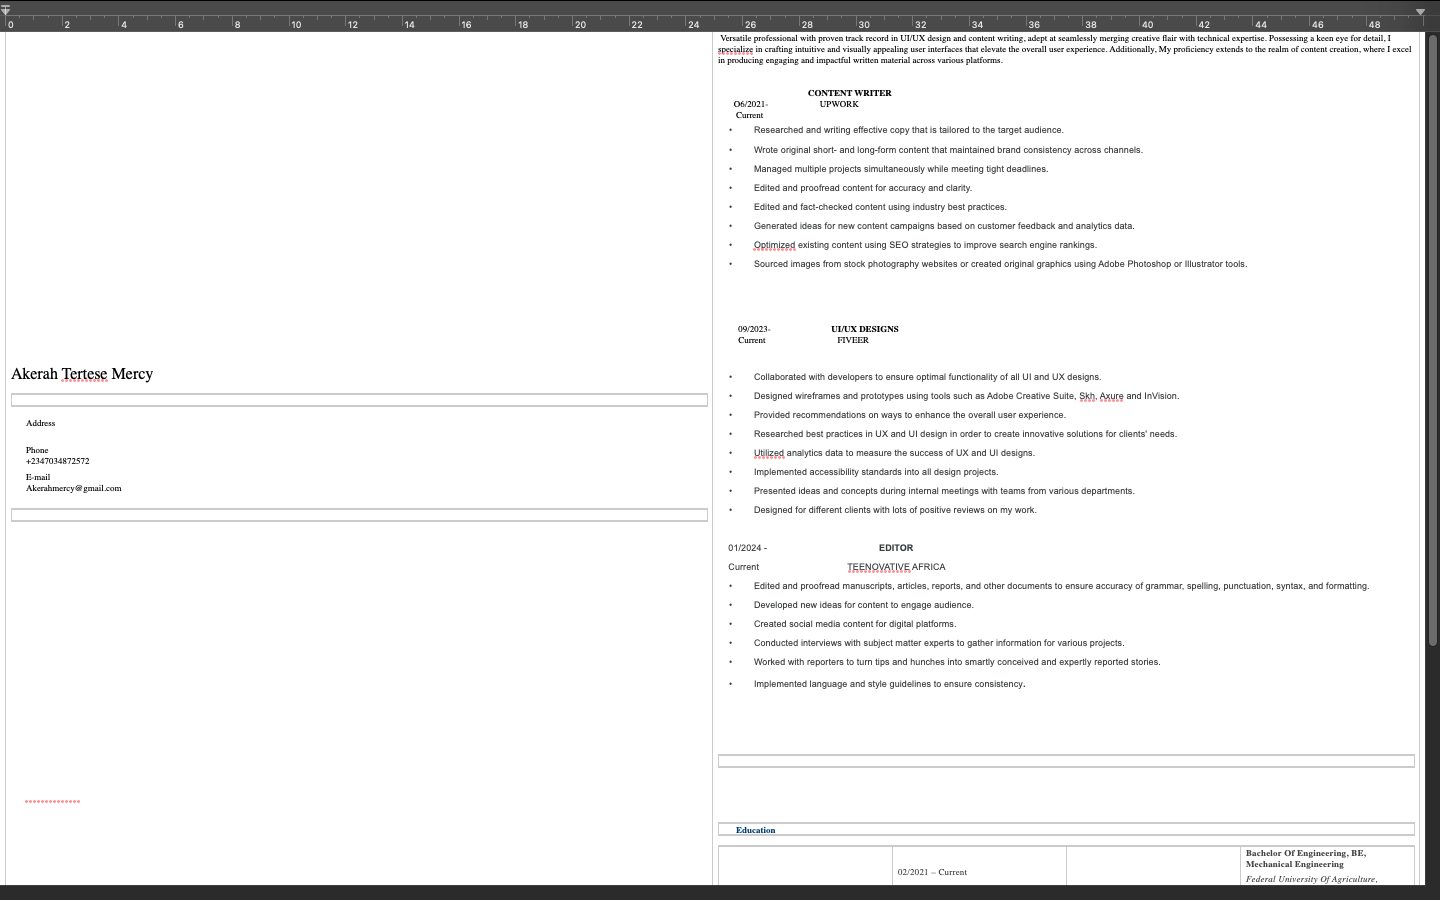 0 2 4 6 8 10 12 14 16 18 20 22 24 26 28 30 32 34 36 38 40 42 44 46 48
Akerah Tertese Mercy
Address
Phone
+2347034872572
E-mail
Akerahmercy@gmail.com
Versatile professional with proven track record in UI/UX design and content writing, adept at seamlessly merging creative flair with technical expertise. Possessing a keen eye for detail, I
specialize in crafting intuitive and visually appealing user interfaces that elevate the overall user experience. Additionally, My proficiency extends to the realm of content creation, where I excel
in producing engaging and impactful written material across various platforms.
CONTENT WRITER
O6/2021- UPWORK
Current
• Researched and writing effective copy that is tailored to the target audience.
• Wrote original short- and long-form content that maintained brand consistency across channels.
• Managed multiple projects simultaneously while meeting tight deadlines.
• Edited and proofread content for accuracy and clarity.
• Edited and fact-checked content using industry best practices.
• Generated ideas for new content campaigns based on customer feedback and analytics data.
• Optimized existing content using SEO strategies to improve search engine rankings.
• Sourced images from stock photography websites or created original graphics using Adobe Photoshop or Illustrator tools.
09/2023- UI/UX DESIGNS
Current FIVEER
• Collaborated with developers to ensure optimal functionality of all UI and UX designs.
• Designed wireframes and prototypes using tools such as Adobe Creative Suite, Skh, Axure and InVision.
• Provided recommendations on ways to enhance the overall user experience.
• Researched best practices in UX and UI design in order to create innovative solutions for clients' needs.
• Utilized analytics data to measure the success of UX and UI designs.
• Implemented accessibility standards into all design projects.
• Presented ideas and concepts during internal meetings with teams from various departments.
• Designed for different clients with lots of positive reviews on my work.
01/2024 - EDITOR
Current TEENOVATIVE AFRICA
• Edited and proofread manuscripts, articles, reports, and other documents to ensure accuracy of grammar, spelling, punctuation, syntax, and formatting.
• Developed new ideas for content to engage audience.
• Created social media content for digital platforms.
• Conducted interviews with subject matter experts to gather information for various projects.
• Worked with reporters to turn tips and hunches into smartly conceived and expertly reported stories.
• Implemented language and style guidelines to ensure consistency.
Education
02/2021 – Current
Bachelor Of Engineering, BE,
Mechanical Engineering
Federal University Of Agriculture,